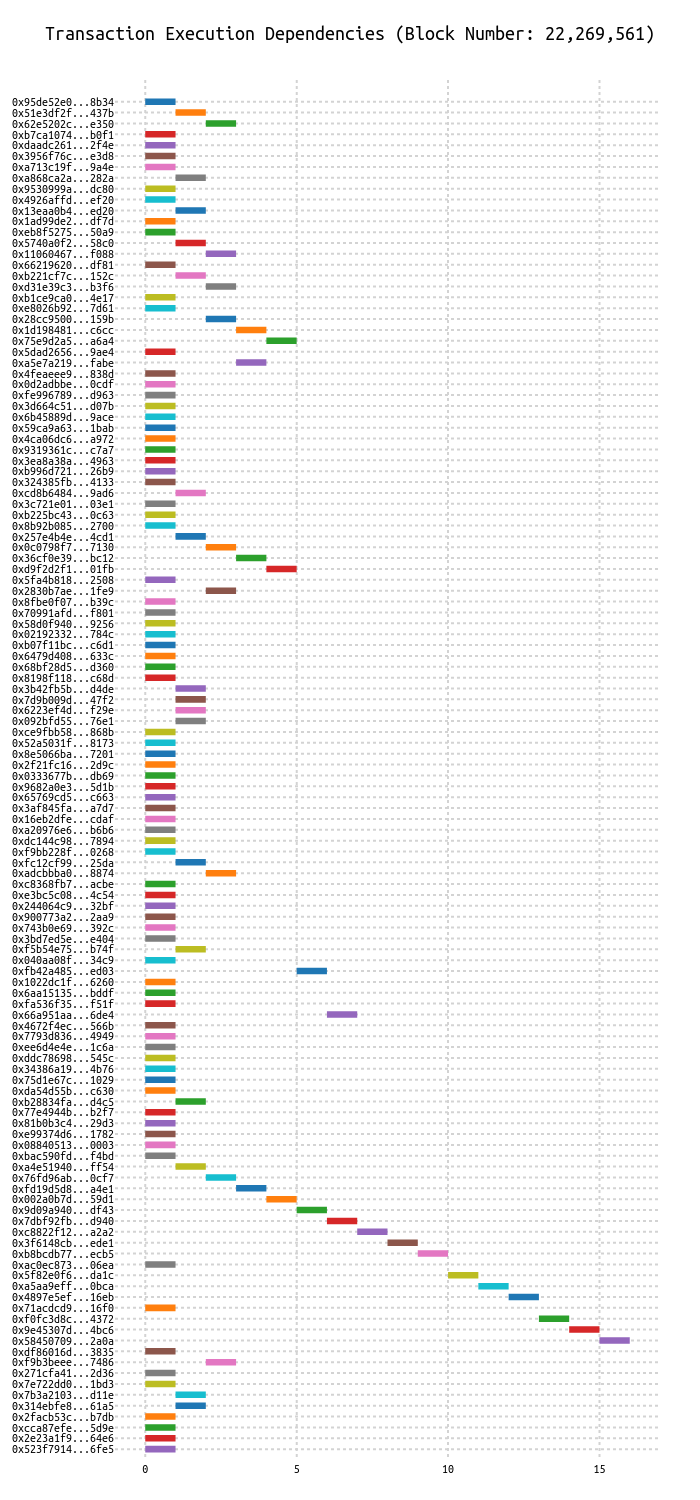 Transaction Execution Dependencies (Block Number: 22,269,561)
0x95de52e0...8b34
0x51e3df2f...437b
0x62e5202c...e350
0xb7ca1074...b0f1
0xdaadc261...2f4e
0x3956f76c...e3d8
0xa713c19f...9a4e
0xa868ca2a...282a
0x9530999a...dc80
0x4926affd...ef20
0x13eaa0b4...ed20
0x1ad99de2...df7d
0xeb8f5275...50a9
0x5740a0f2...58c0
0x11060467...f088
0x66219620...df81
0xb221cf7c...152c
0xd31e39c3...b3f6
0xb1ce9ca0...4e17
0xe8026b92...7d61
0x28cc9500...159b
0x1d198481...c6cc
0x75e9d2a5...a6a4
0x5dad2656...9ae4
0xa5e7a219...fabe
0x4feaeee9...838d
0x0d2adbbe...0cdf
0xfe996789...d963
0x3d664c51...d07b
0x6b45889d...9ace
0x59ca9a63...1bab
0x4ca06dc6...a972
0x9319361c...c7a7
0x3ea8a38a...4963
0xb996d721...26b9
0x324385fb...4133
0xcd8b6484...9ad6
0x3c721e01...03e1
0xb225bc43...0c63
0x8b92b085...2700
0x257e4b4e...4cd1
0x0c0798f7...7130
0x36cf0e39...bc12
0xd9f2d2f1...01fb
0x5fa4b818...2508
0x2830b7ae...1fe9
0x8fbe0f07...b39c
0x70991afd...f801
0x58d0f940...9256
0x02192332...784c
0xb07f11bc...c6d1
0x6479d408...633c
0x68bf28d5...d360
0x8198f118...c68d
0x3b42fb5b...d4de
0x7d9b009d...47f2
0x6223ef4d...f29e
0x092bfd55...76e1
0xce9fbb58...868b
0x52a5031f...8173
0x8e5066ba...7201
0x2f21fc16...2d9c
0x0333677b...db69
0x9682a0e3...5d1b
0x65769cd5...c663
0x3af845fa...a7d7
0x16eb2dfe...cdaf
0xa20976e6...b6b6
0xdc144c98...7894
0xf9bb228f...0268
0xfc12cf99...25da
0xadcbbba0...8874
0xc8368fb7...acbe
0xe3bc5c08...4c54
0x244064c9...32bf
0x900773a2...2aa9
0x743b0e69...392c
0x3bd7ed5e...e404
0xf5b54e75...b74f
0x040aa08f...34c9
0xfb42a485...ed03
0x1022dc1f...6260
0x6aa15135...bddf
0xfa536f35...f51f
0x66a951aa...6de4
0x4672f4ec...566b
0x7793d836...4949
0xee6d4e4e...1c6a
0xddc78698...545c
0x34386a19...4b76
0x75d1e67c...1029
0xda54d55b...c630
0xb28834fa...d4c5
0x77e4944b...b2f7
0x81b0b3c4...29d3
0xe99374d6...1782
0x08840513...0003
0xbac590fd...f4bd
0xa4e51940...ff54
0x76fd96ab...0cf7
0xfd19d5d8...a4e1
0x002a0b7d...59d1
0x9d09a940...df43
0x7dbf92fb...d940
0xc8822f12...a2a2
0x3f6148cb...ede1
0xb8bcdb77...ecb5
0xac0ec873...06ea
0x5f82e0f6...da1c
0xa5aa9eff...0bca
0x4897e5ef...16eb
0x71acdcd9...16f0
0xf0fc3d8c...4372
0x9e45307d...4bc6
0x58450709...2a0a
0xdf86016d...3835
0xf9b3beee...7486
0x271cfa41...2d36
0x7e722dd0...1bd3
0x7b3a2103...d11e
0x314ebfe8...61a5
0x2facb53c...b7db
0xcca87efe...5d9e
0x2e23a1f9...64e6
0x523f7914...6fe5
0 5 10 15